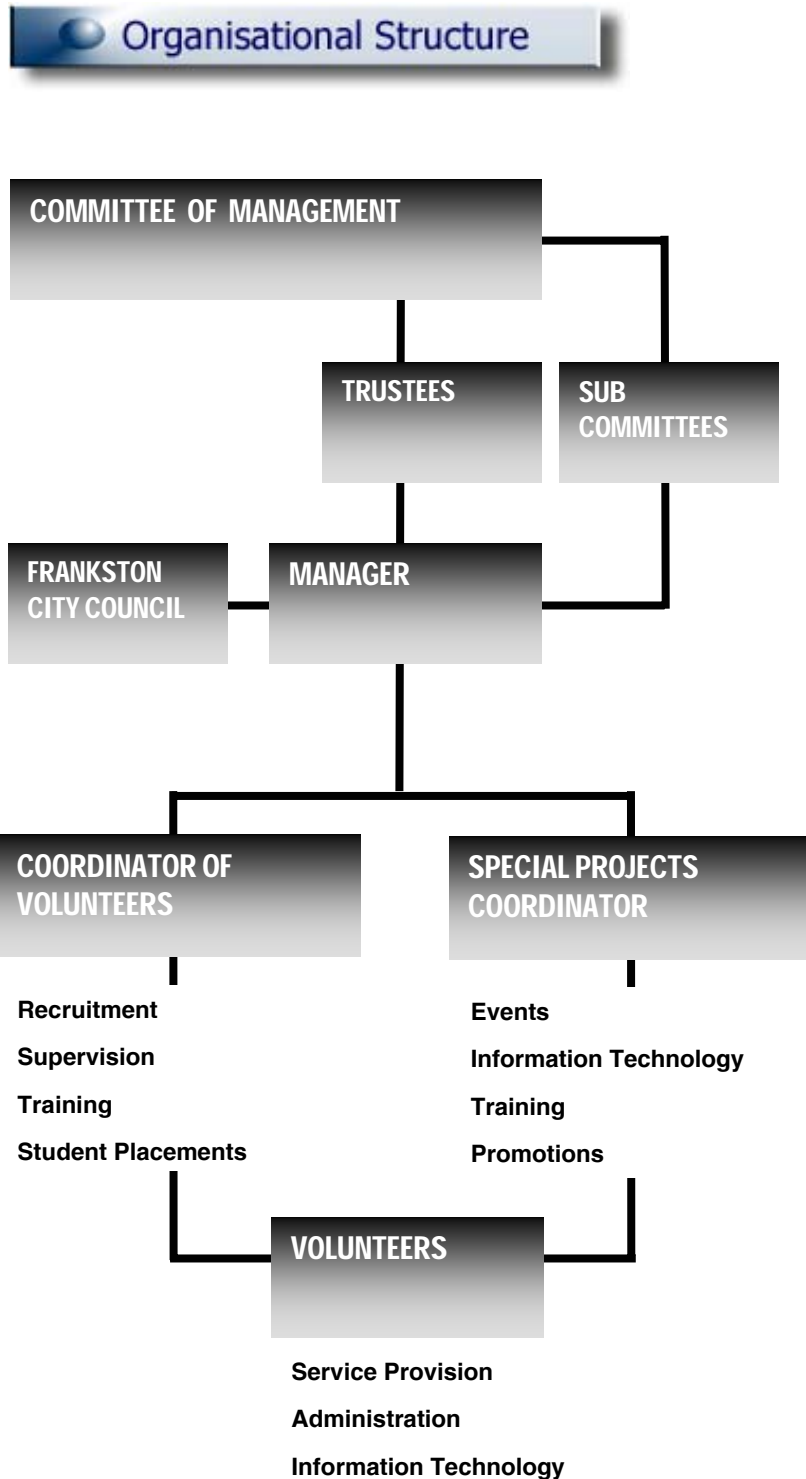 Organisational Structure
COMMITTEE OF MANAGEMENT
TRUSTEES
SUB
COMMITTEES
FRANKSTON
CITY COUNCIL
MANAGER
COORDINATOR OF
VOLUNTEERS
SPECIAL PROJECTS
COORDINATOR
Recruitment
Supervision
Training
Student Placements
Events
Information Technology
Training
Promotions
VOLUNTEERS
Service Provision
Administration
Information Technology